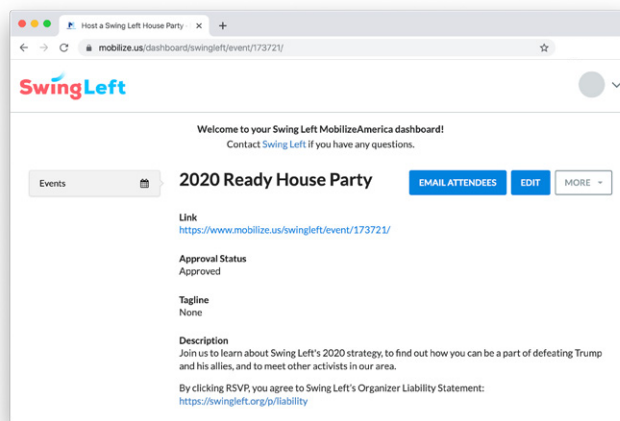 Host a Swing Left House Party
mobilize.us/dashboard/swingleft/event/173721/
SwingLeft
Welcome to your Swing Left MobilizeAmerica dashboard!
Contact Swing Left if you have any questions.
Events
2020 Ready House Party
EMAIL ATTENDEES
EDIT
MORE
Link
https://www.mobilize.us/swingleft/event/173721/
Approval Status
Approved
Tagline
None
Description
Join us to learn about Swing Left's 2020 strategy, to find out how you can be a part of defeating Trump
and his allies, and to meet other activists in our area.
By clicking RSVP, you agree to Swing Left's Organizer Liability Statement:
https://swingleft.org/p/liability